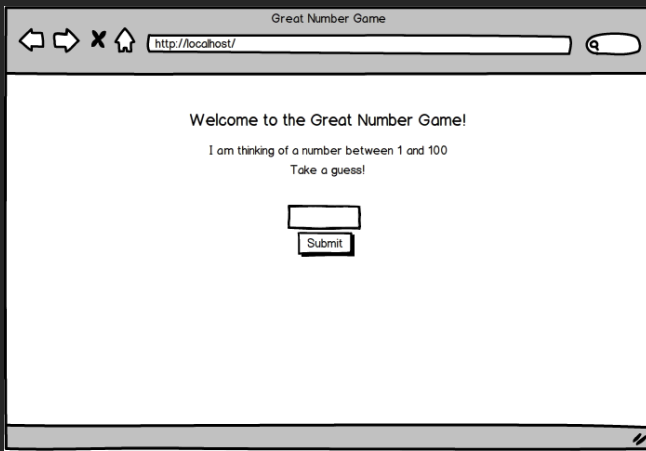 Great Number Game
http://localhost/
Welcome to the Great Number Game!
I am thinking of a number between 1 and 100
Take a guess!
Submit